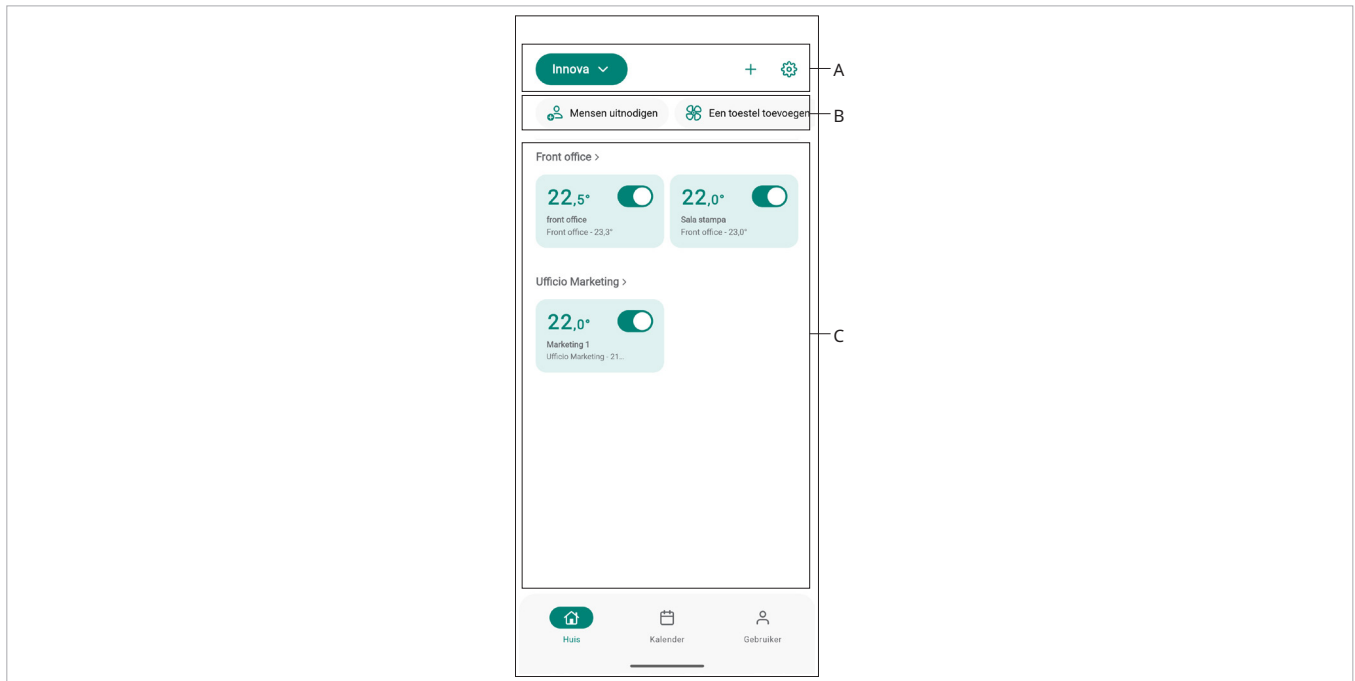 Innova
A
Mensen uitnodigen Een toestel toevoegen
B
Front office >
22,5° 22,0°
front office Sala stampa
Front office - 23,3° Front office - 23,0°
Ufficio Marketing >
22,0°
C
Marketing 1
Ufficio Marketing - 21...
Huis Kalender Gebruiker